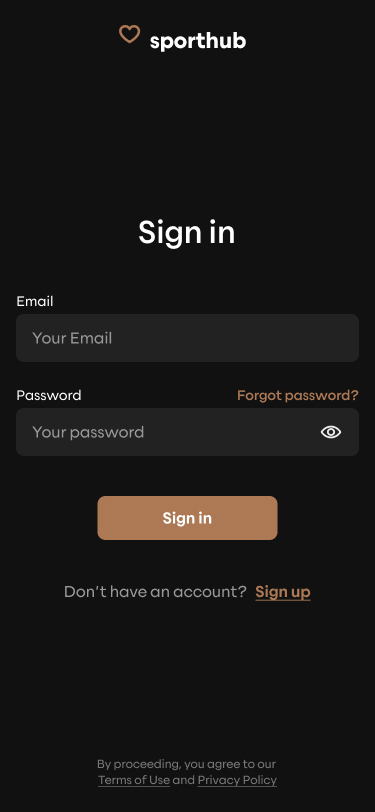 sporthub
Sign in
Email
Your Email
Password Forgot password?
Your password
Sign in
Don't have an account? Sign up
By proceeding, you agree to our
Terms of Use and Privacy Policy